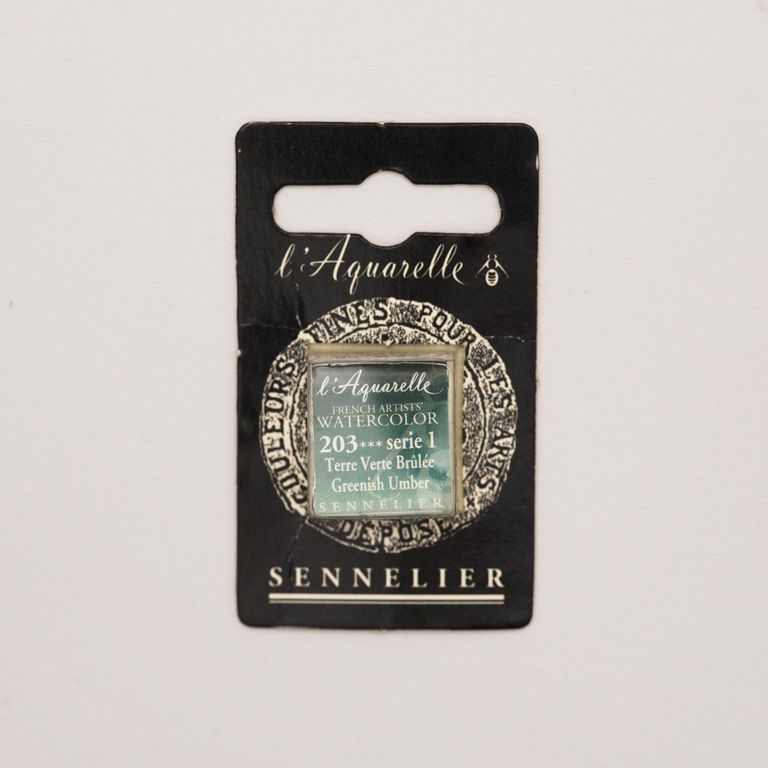 l'Aquarelle
COULEURS FINES POUR LES ARTS
DÉPOSÉ
l'Aquarelle
FRENCH ARTISTS'
WATERCOLOR
203*** serie 1
Terre Verte Brûlée
Greenish Umber
SENNELIER
SENNELIER